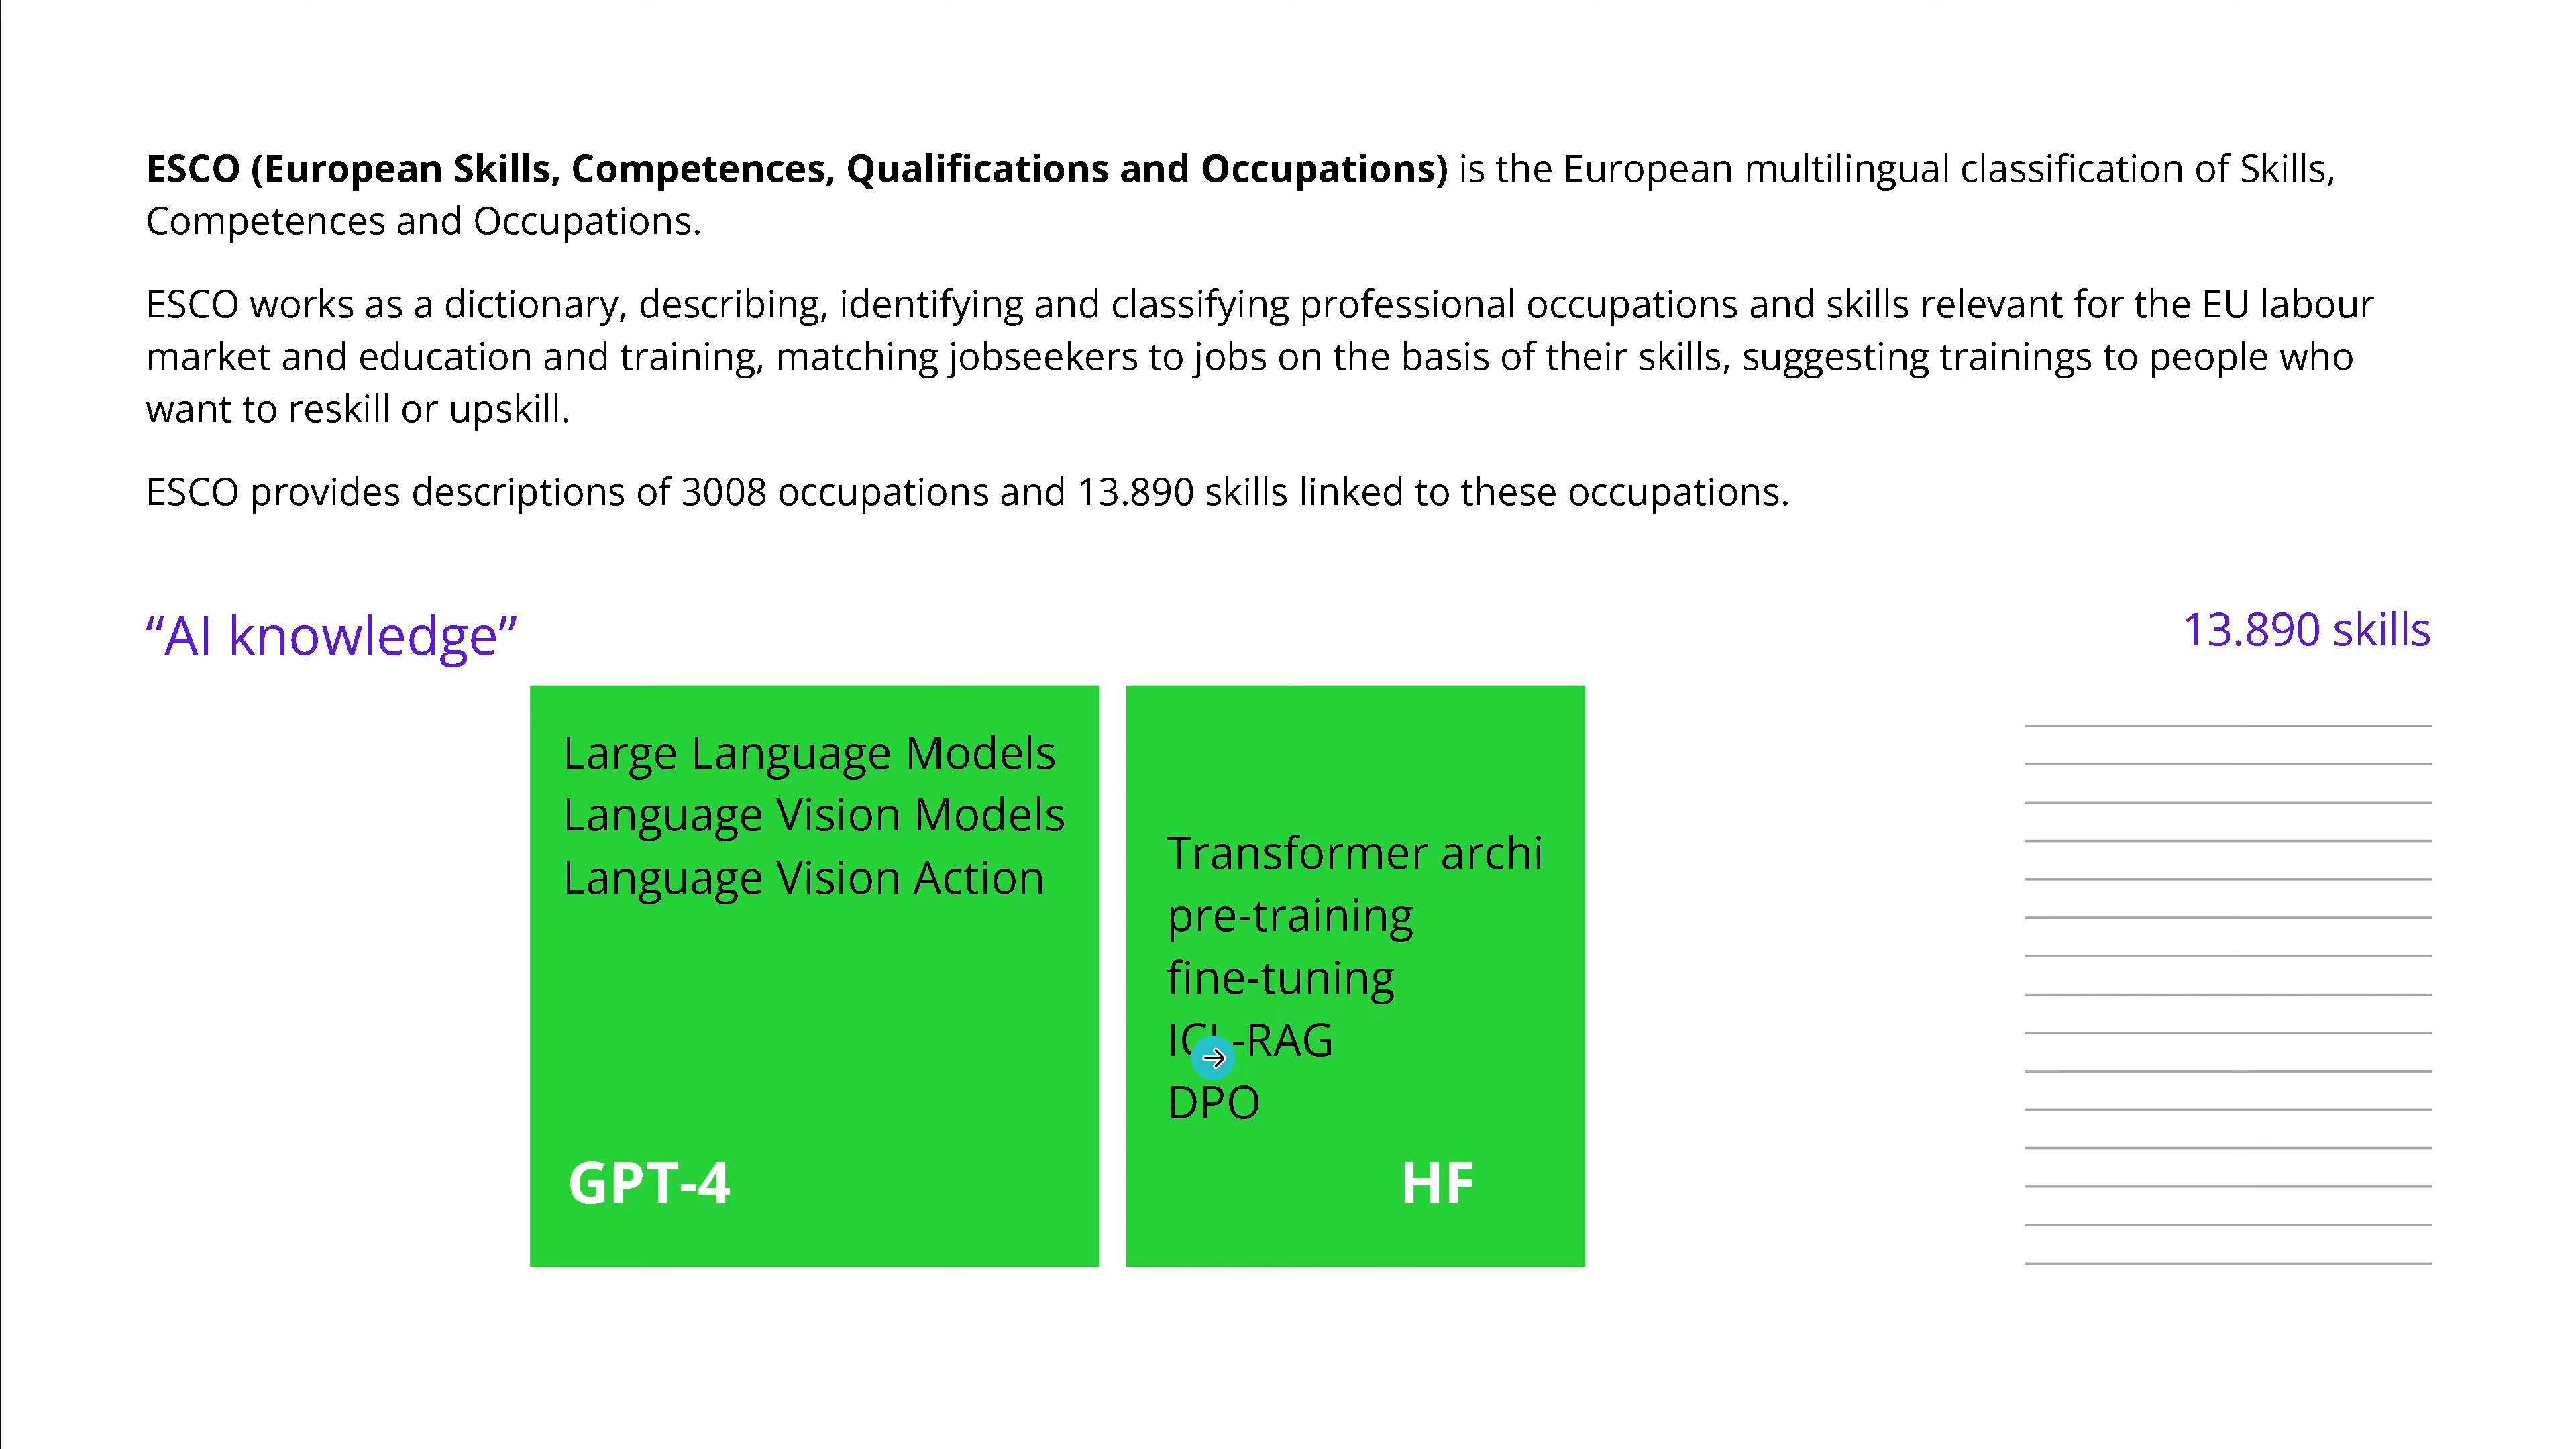 ESCO (European Skills, Competences, Qualifications and Occupations) is the European multilingual classification of Skills,
Competences and Occupations.
ESCO works as a dictionary, describing, identifying and classifying professional occupations and skills relevant for the EU labour
market and education and training, matching jobseekers to jobs on the basis of their skills, suggesting trainings to people who
want to reskill or upskill.
ESCO provides descriptions of 3008 occupations and 13.890 skills linked to these occupations.
“AI knowledge”
13.890 skills
Large Language Models
Language Vision Models
Language Vision Action
GPT-4
Transformer archi
pre-training
fine-tuning
ICL-RAG
DPO
HF